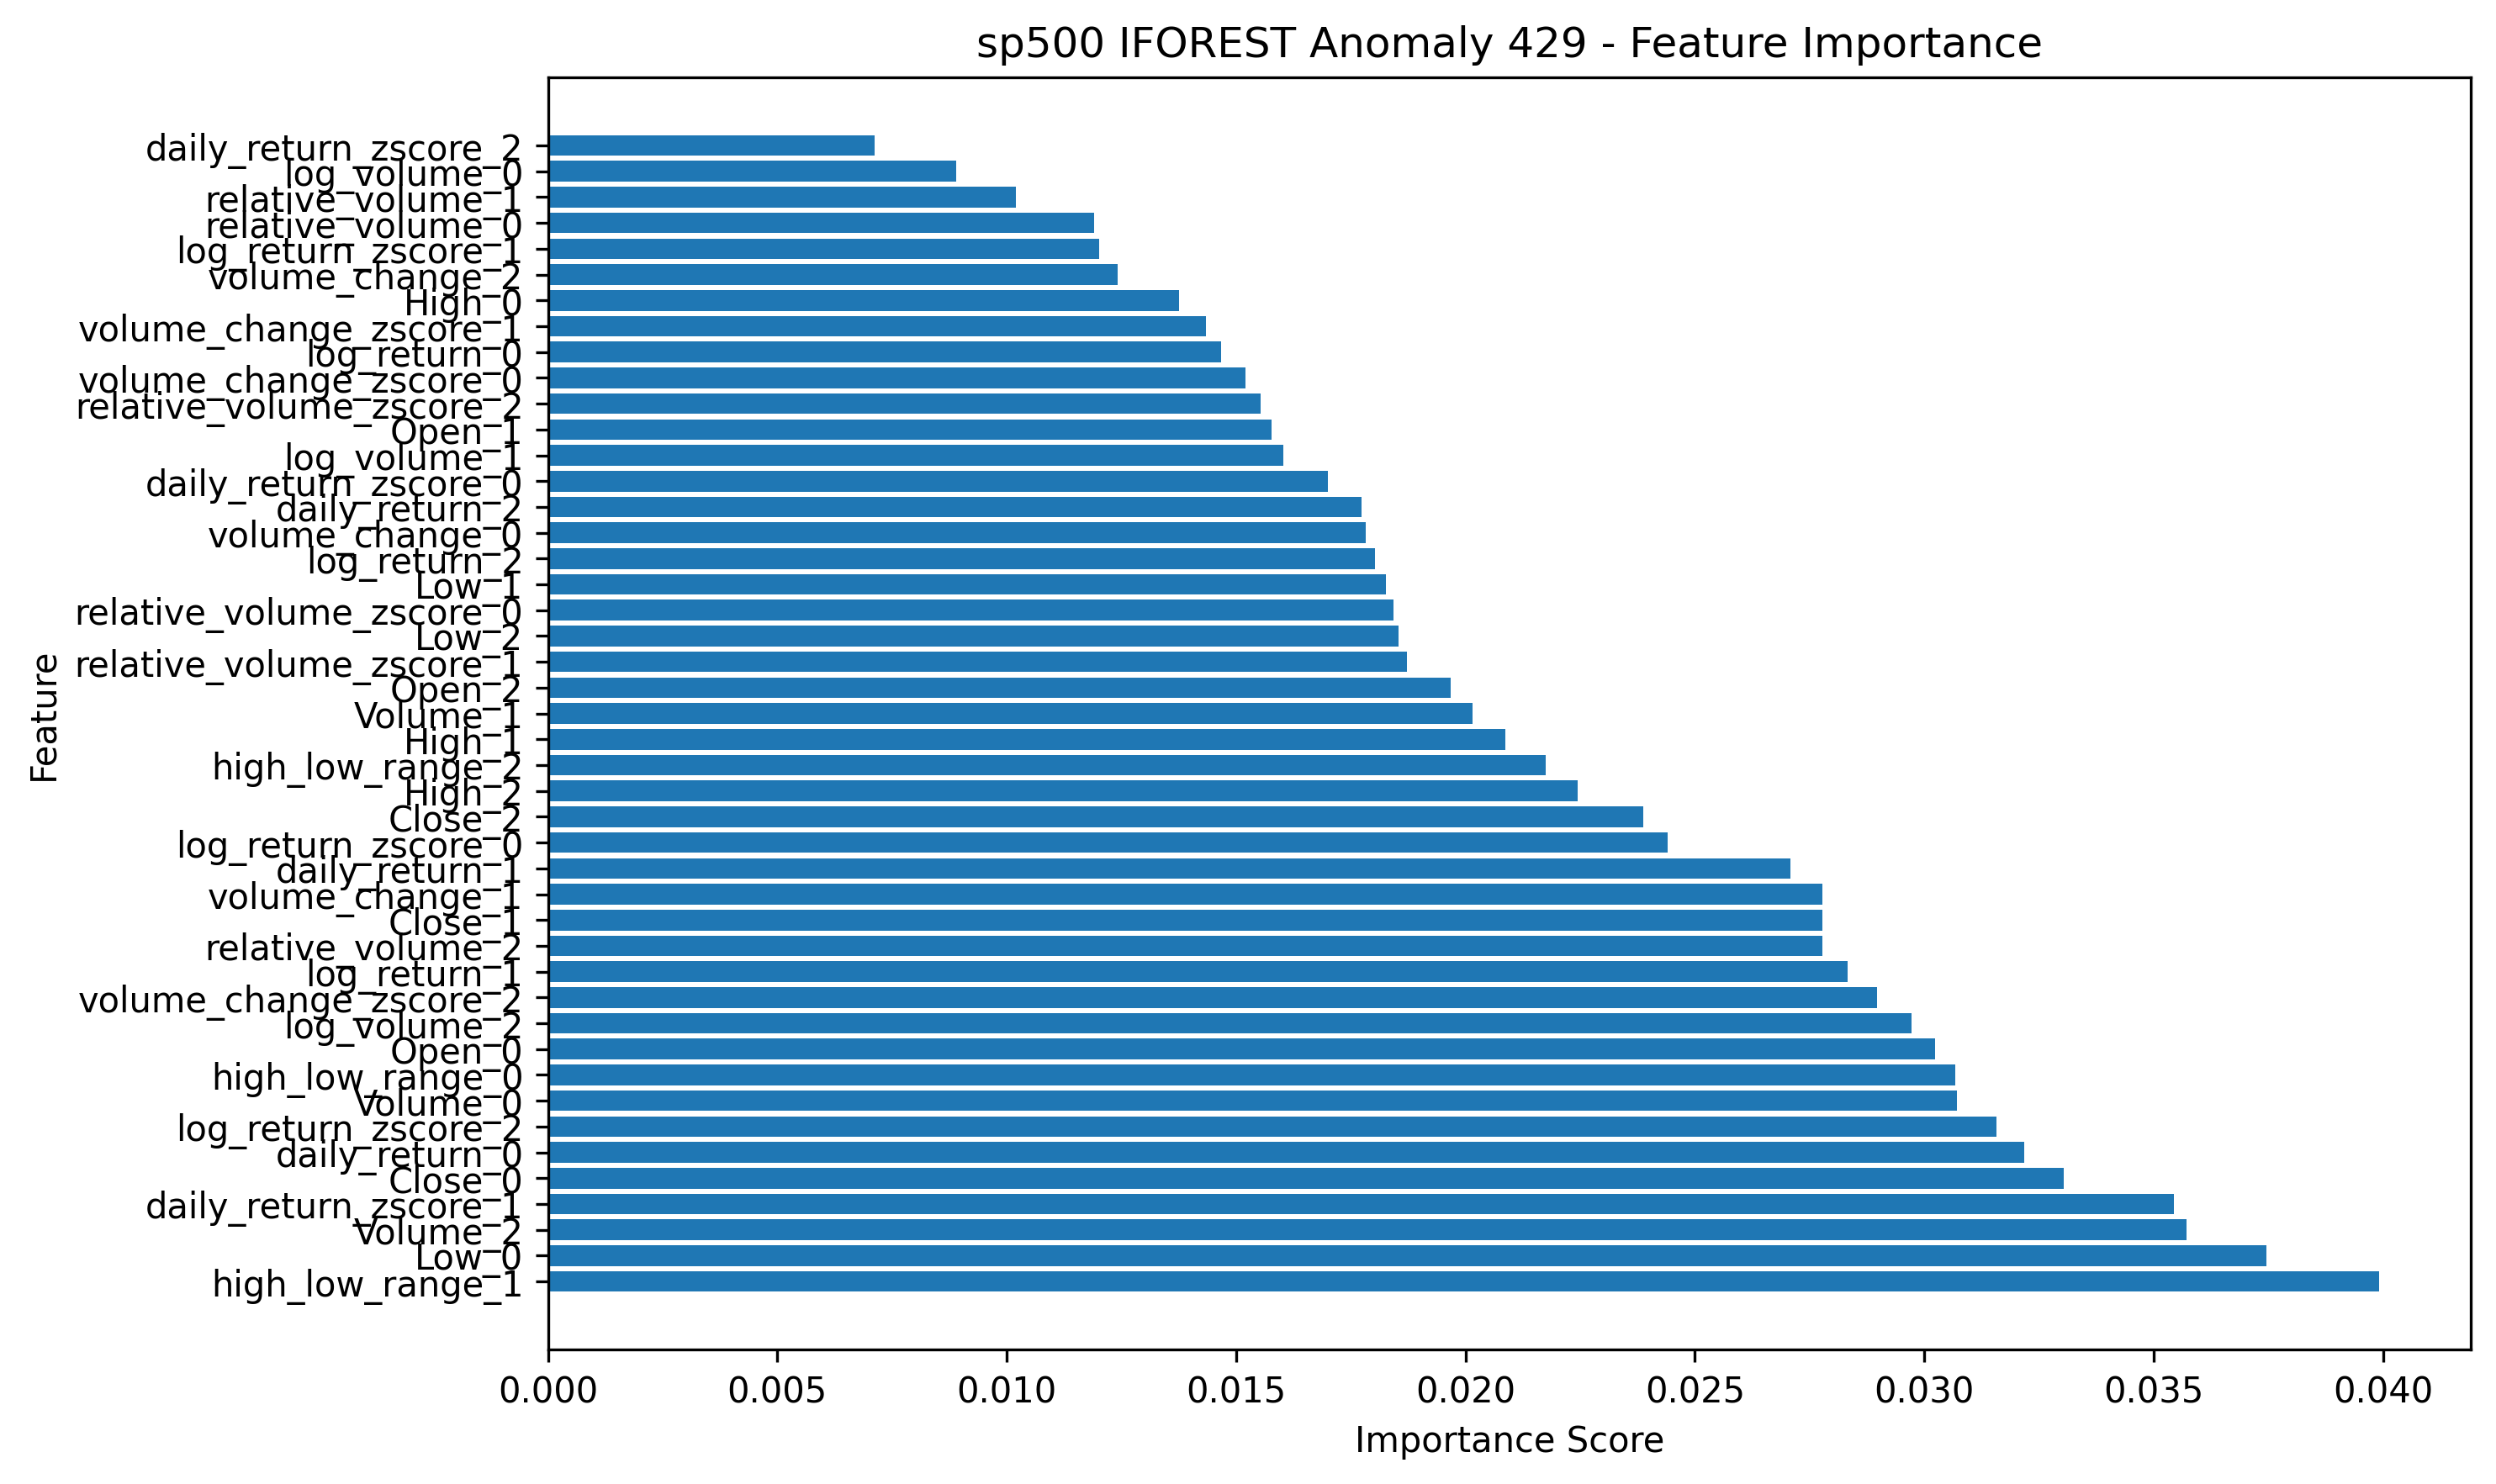 sp500 IFOREST Anomaly 429 - Feature Importance
daily_return_zscore_2
log_volume_0
relative_volume_1
relative_volume_0
log_return_zscore_1
volume_change_2
High_0
volume_change_zscore_1
log_return_0
volume_change_zscore_0
relative_volume_zscore_2
Open_1
log_volume_1
daily_return_zscore_0
daily_return_2
volume_change_0
log_return_2
Low_1
relative_volume_zscore_0
Low_2
relative_volume_zscore_1
Open_2
Volume_1
High_1
high_low_range_2
High_2
Close_2
log_return_zscore_0
daily_return_1
volume_change_1
Close_1
relative_volume_2
log_return_1
volume_change_zscore_2
log_volume_2
Open_0
high_low_range_0
Volume_0
log_return_zscore_2
daily_return_0
Close_0
daily_return_zscore_1
Volume_2
Low_0
high_low_range_1
Feature
0.000 0.005 0.010 0.015 0.020 0.025 0.030 0.035 0.040
Importance Score